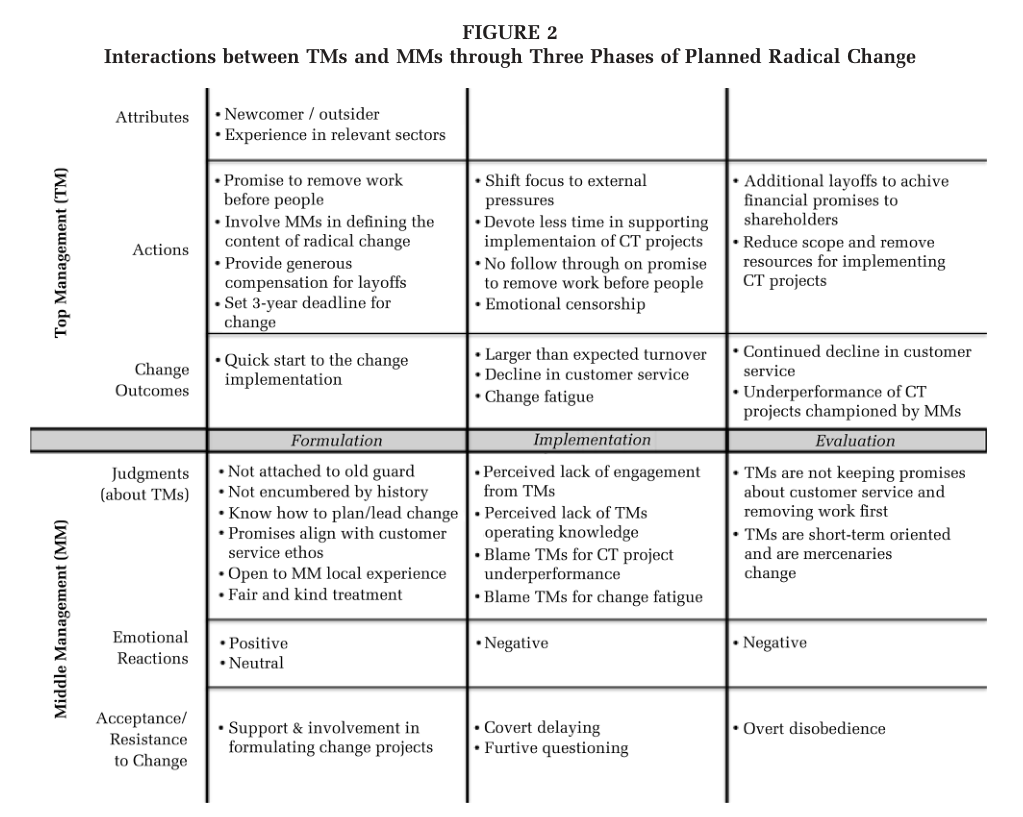 FIGURE 2
Interactions between TMs and MMs through Three Phases of Planned Radical Change
Top Management (TM)
Attributes
• Newcomer / outsider
• Experience in relevant sectors
Actions
• Promise to remove work
before people
• Involve MMs in defining the
content of radical change
• Provide generous
compensation for layoffs
• Set 3-year deadline for
change
• Shift focus to external
pressures
• Devote less time in supporting
implementaion of CT projects
• No follow through on promise
to remove work before people
• Emotional censorship
• Additional layoffs to achive
financial promises to
shareholders
• Reduce scope and remove
resources for implementing
CT projects
Change
Outcomes
• Quick start to the change
implementation
• Larger than expected turnover
• Decline in customer service
• Change fatigue
• Continued decline in customer
service
• Underperformance of CT
projects championed by MMs
Formulation
Implementation
Evaluation
Middle Management (MM)
Judgments
(about TMs)
• Not attached to old guard
• Not encumbered by history
• Know how to plan/lead change
• Promises align with customer
service ethos
• Open to MM local experience
• Fair and kind treatment
• Perceived lack of engagement
from TMs
• Perceived lack of TMs
operating knowledge
• Blame TMs for CT project
underperformance
• Blame TMs for change fatigue
• TMs are not keeping promises
about customer service and
removing work first
• TMs are short-term oriented
and are mercenaries
change
Emotional
Reactions
• Positive
• Neutral
• Negative
• Negative
Acceptance/
Resistance
to Change
• Support & involvement in
formulating change projects
• Covert delaying
• Furtive questioning
• Overt disobedience